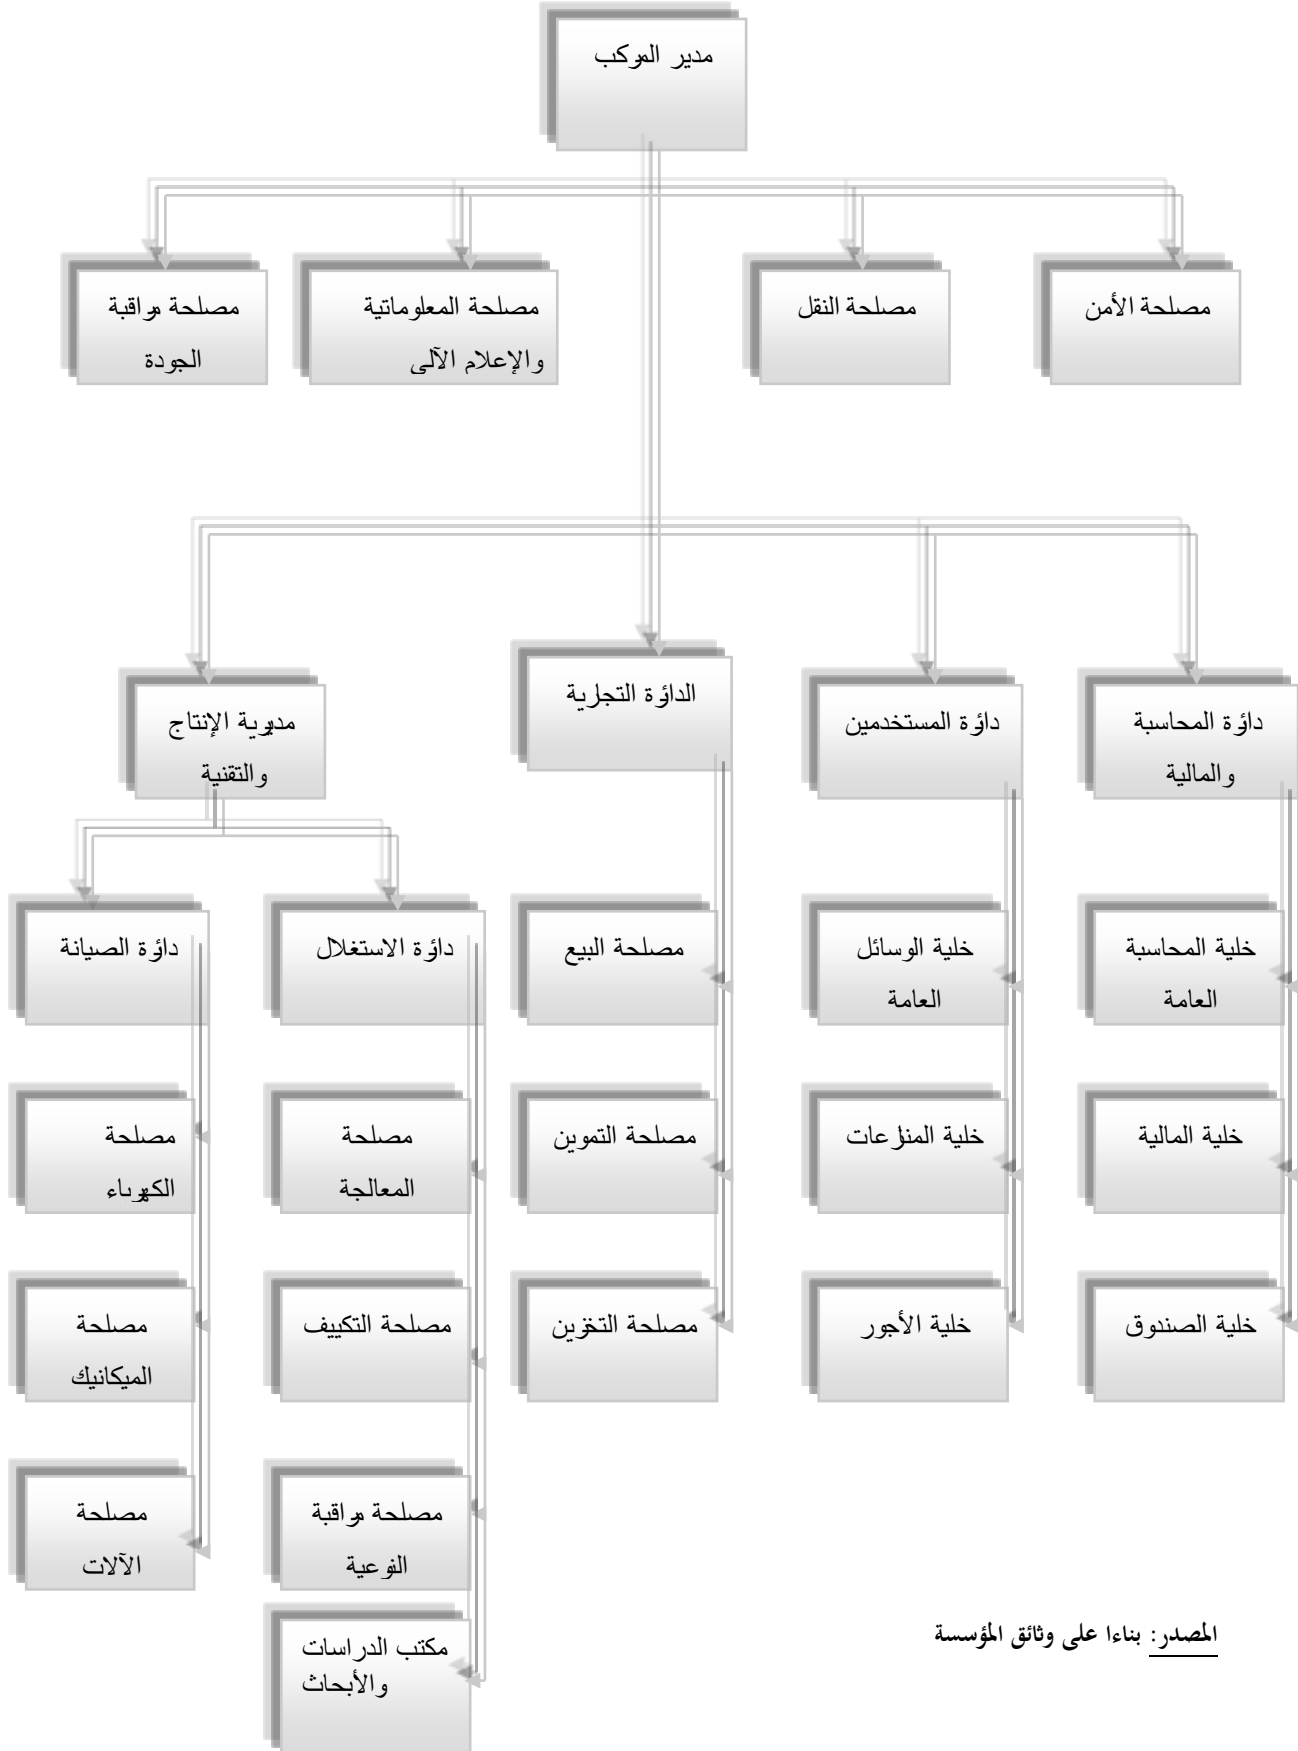 مدير المركب
مصلحة الأمن
مصلحة النقل
مصلحة المعلوماتية
والإعلام الآلى
مصلحة مراقبة
الجودة
دائرة المحاسبة
والمالية
دائرة المستخدمين
الدائرة التجارية
مديرية الإنتاج
والتقنية
خلية المحاسبة
العامة
خلية الوسائل
العامة
مصلحة البيع
دائرة الاستغلال
دائرة الصيانة
خلية المالية
خلية المنازعات
مصلحة التموين
مصلحة
المعالجة
مصلحة
الكهرباء
خلية الصندوق
خلية الأجور
مصلحة التخزين
مصلحة التكييف
مصلحة
الميكانيك
مصلحة مراقبة
النوعية
مصلحة
الآلات
مكتب الدراسات
والأبحاث
المصدر: بناءا على وثائق المؤسسة